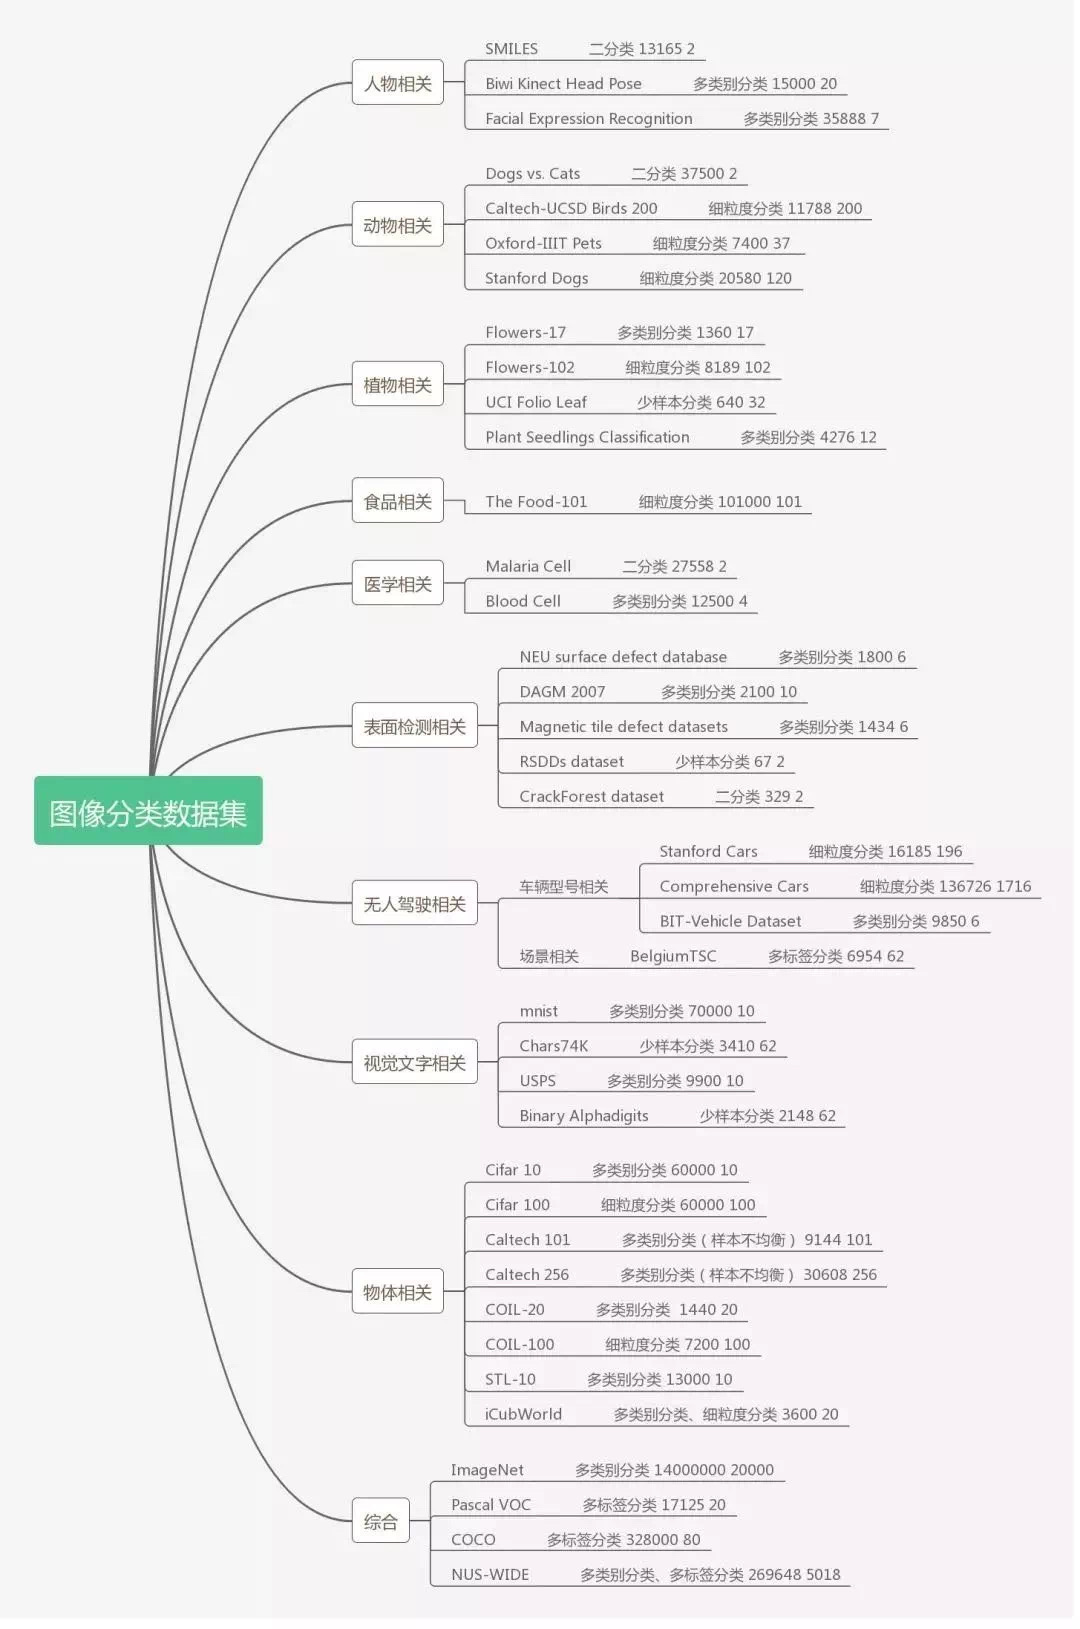 人物相关
SMILES 二分类 13165 2
Biwi Kinect Head Pose 多类别分类 15000 20
Facial Expression Recognition 多类别分类 35888 7
动物相关
Dogs vs. Cats 二分类 37500 2
Caltech-UCSD Birds 200 细粒度分类 11788 200
Oxford-IIIT Pets 细粒度分类 7400 37
Stanford Dogs 细粒度分类 20580 120
植物相关
Flowers-17 多类别分类 1360 17
Flowers-102 细粒度分类 8189 102
UCI Folio Leaf 少样本分类 640 32
Plant Seedlings Classification 多类别分类 4276 12
食品相关
The Food-101 细粒度分类 101000 101
医学相关
Malaria Cell 二分类 27558 2
Blood Cell 多类别分类 12500 4
表面检测相关
NEU surface defect database 多类别分类 1800 6
DAGM 2007 多类别分类 2100 10
Magnetic tile defect datasets 多类别分类 1434 6
RSDDs dataset 少样本分类 67 2
CrackForest dataset 二分类 329 2
图像分类数据集
无人驾驶相关
车辆型号相关
Stanford Cars 细粒度分类 16185 196
Comprehensive Cars 细粒度分类 136726 1716
BIT-Vehicle Dataset 多类别分类 9850 6
场景相关 BelgiumTSC 多标签分类 6954 62
视觉文字相关
mnist 多类别分类 70000 10
Chars74K 少样本分类 3410 62
USPS 多类别分类 9900 10
Binary Alphadigits 少样本分类 2148 62
物体相关
Cifar 10 多类别分类 60000 10
Cifar 100 细粒度分类 60000 100
Caltech 101 多类别分类（样本不均衡） 9144 101
Caltech 256 多类别分类（样本不均衡） 30608 256
COIL-20 多类别分类 1440 20
COIL-100 细粒度分类 7200 100
STL-10 多类别分类 13000 10
iCubWorld 多类别分类、细粒度分类 3600 20
综合
ImageNet 多类别分类 14000000 20000
Pascal VOC 多标签分类 17125 20
COCO 多标签分类 328000 80
NUS-WIDE 多类别分类、多标签分类 269648 5018